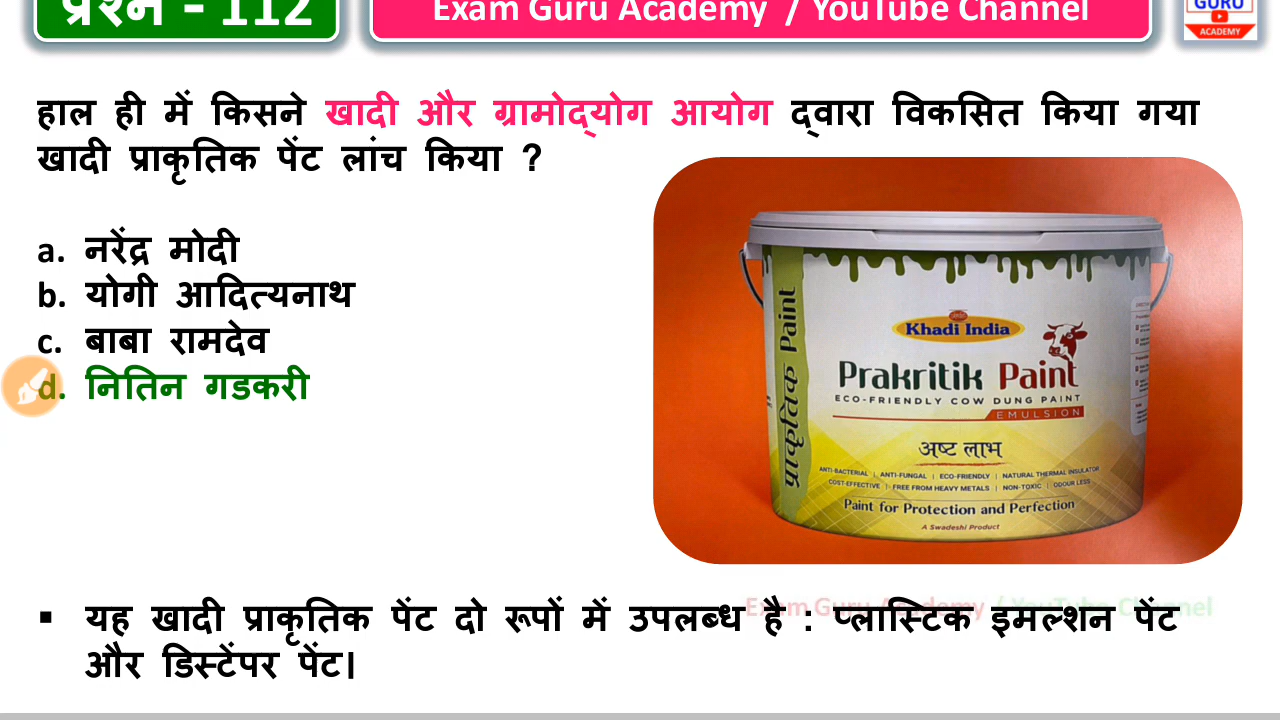 प्रश्न - 112
Exam Guru Academy / YouTube Channel
GURU
ACADEMY
हाल ही में किसने खादी और ग्रामोद्योग आयोग द्वारा विकसित किया गया
खादी प्राकृतिक पेंट लांच किया ?
a. नरेंद्र मोदी
b. योगी आदित्यनाथ
c. बाबा रामदेव
d. नितिन गडकरी
प्राकृतिक Paint
Khadi India
Prakritik Paint
ECO-FRIENDLY COW DUNG PAINT
EMULSION
अष्ट लाभ
ANTI-BACTERIAL | ANTI-FUNGAL | ECO-FRIENDLY | NATURAL THERMAL INSULATOR
COST-EFFECTIVE | FREE FROM HEAVY METALS | NON-TOXIC | ODOUR LESS
Paint for Protection and Perfection
A Swadeshi Product
Exam Guru Academy / YouTube Channel
▪ यह खादी प्राकृतिक पेंट दो रूपों में उपलब्ध है : प्लास्टिक इमल्शन पेंट
और डिस्टेंपर पेंट।